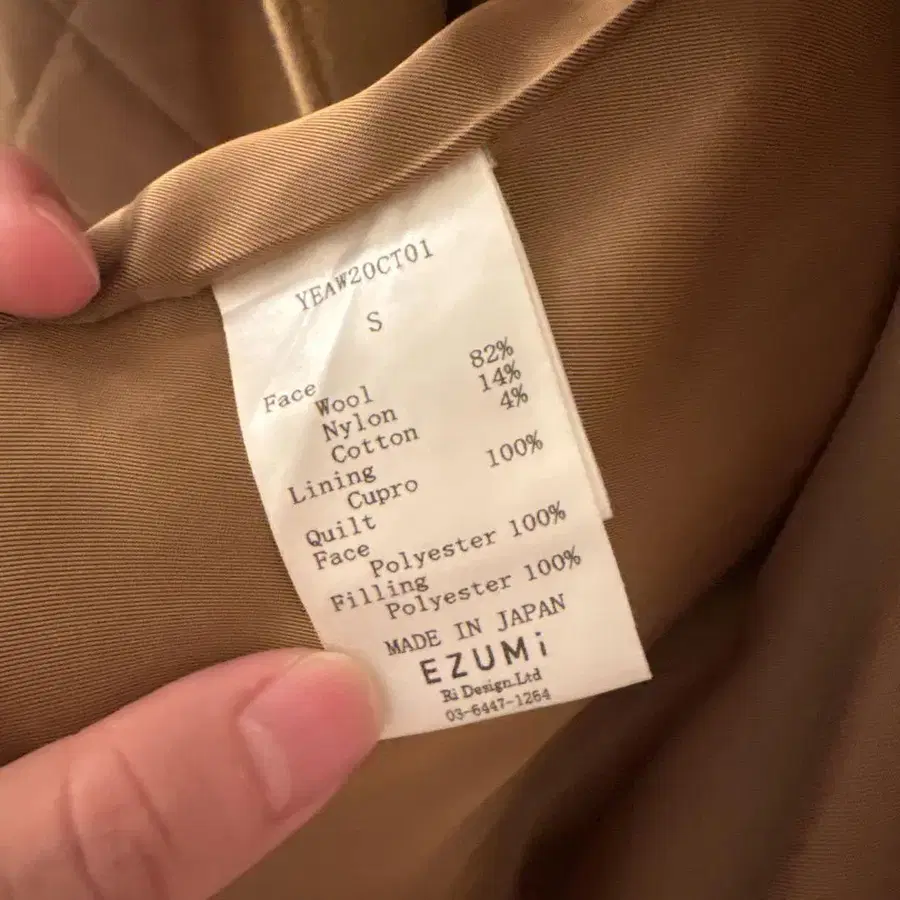 YEAW20CT01
S
Face
Wool 82%
Nylon 14%
Cotton 4%
Lining
Cupro 100%
Quilt
Face
Polyester 100%
Filling
Polyester 100%
MADE IN JAPAN
EZUMi
Ri Design.Ltd
03-6447-1264